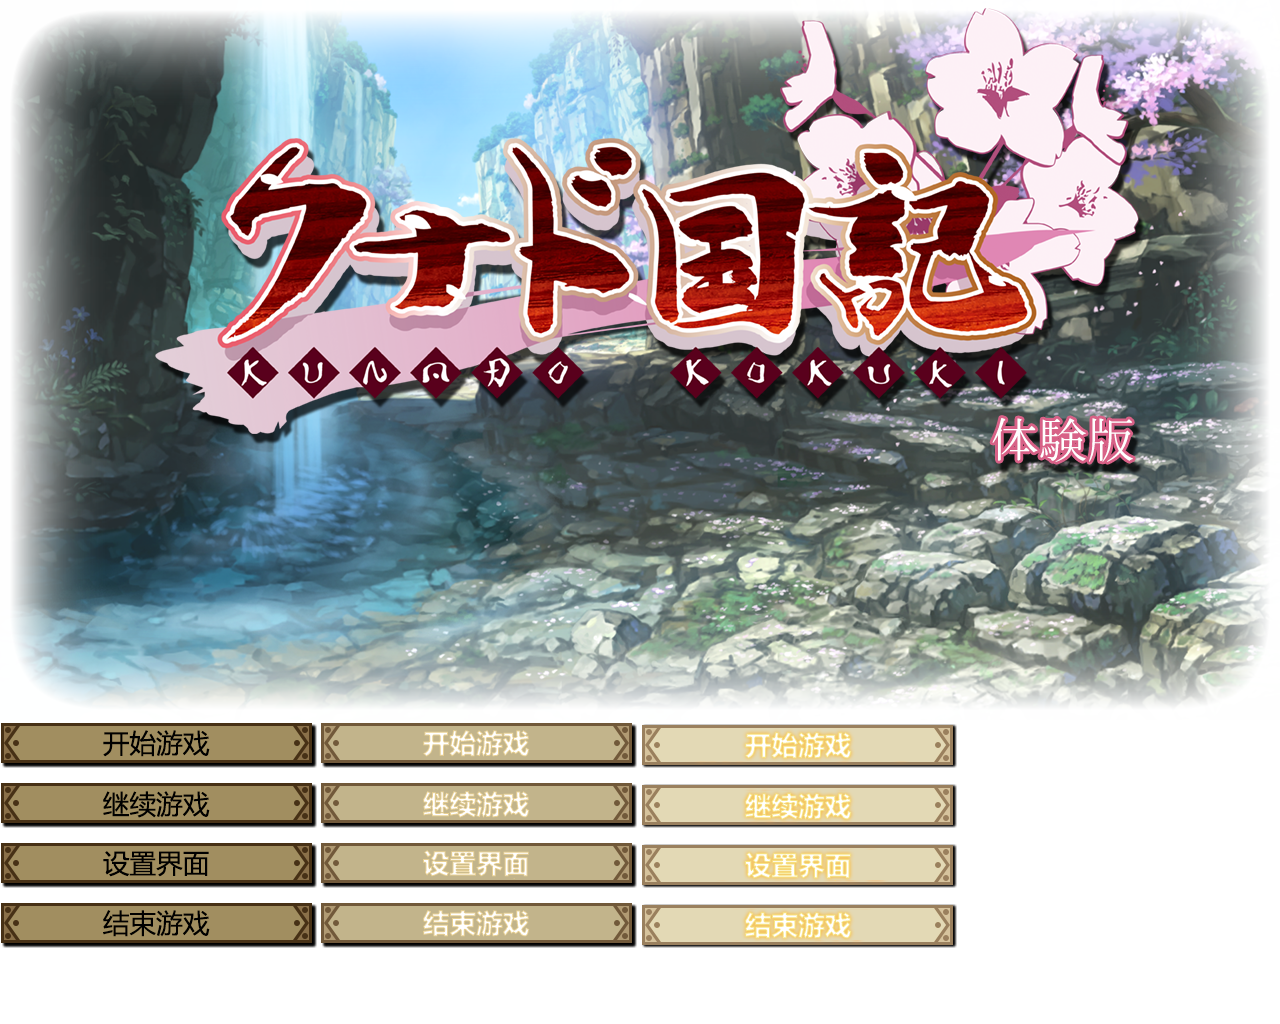 クナド国記
KUNADO KOKUKI
体験版
开始游戏 开始游戏 开始游戏
继续游戏 继续游戏 继续游戏
设置界面 设置界面 设置界面
结束游戏 结束游戏 结束游戏